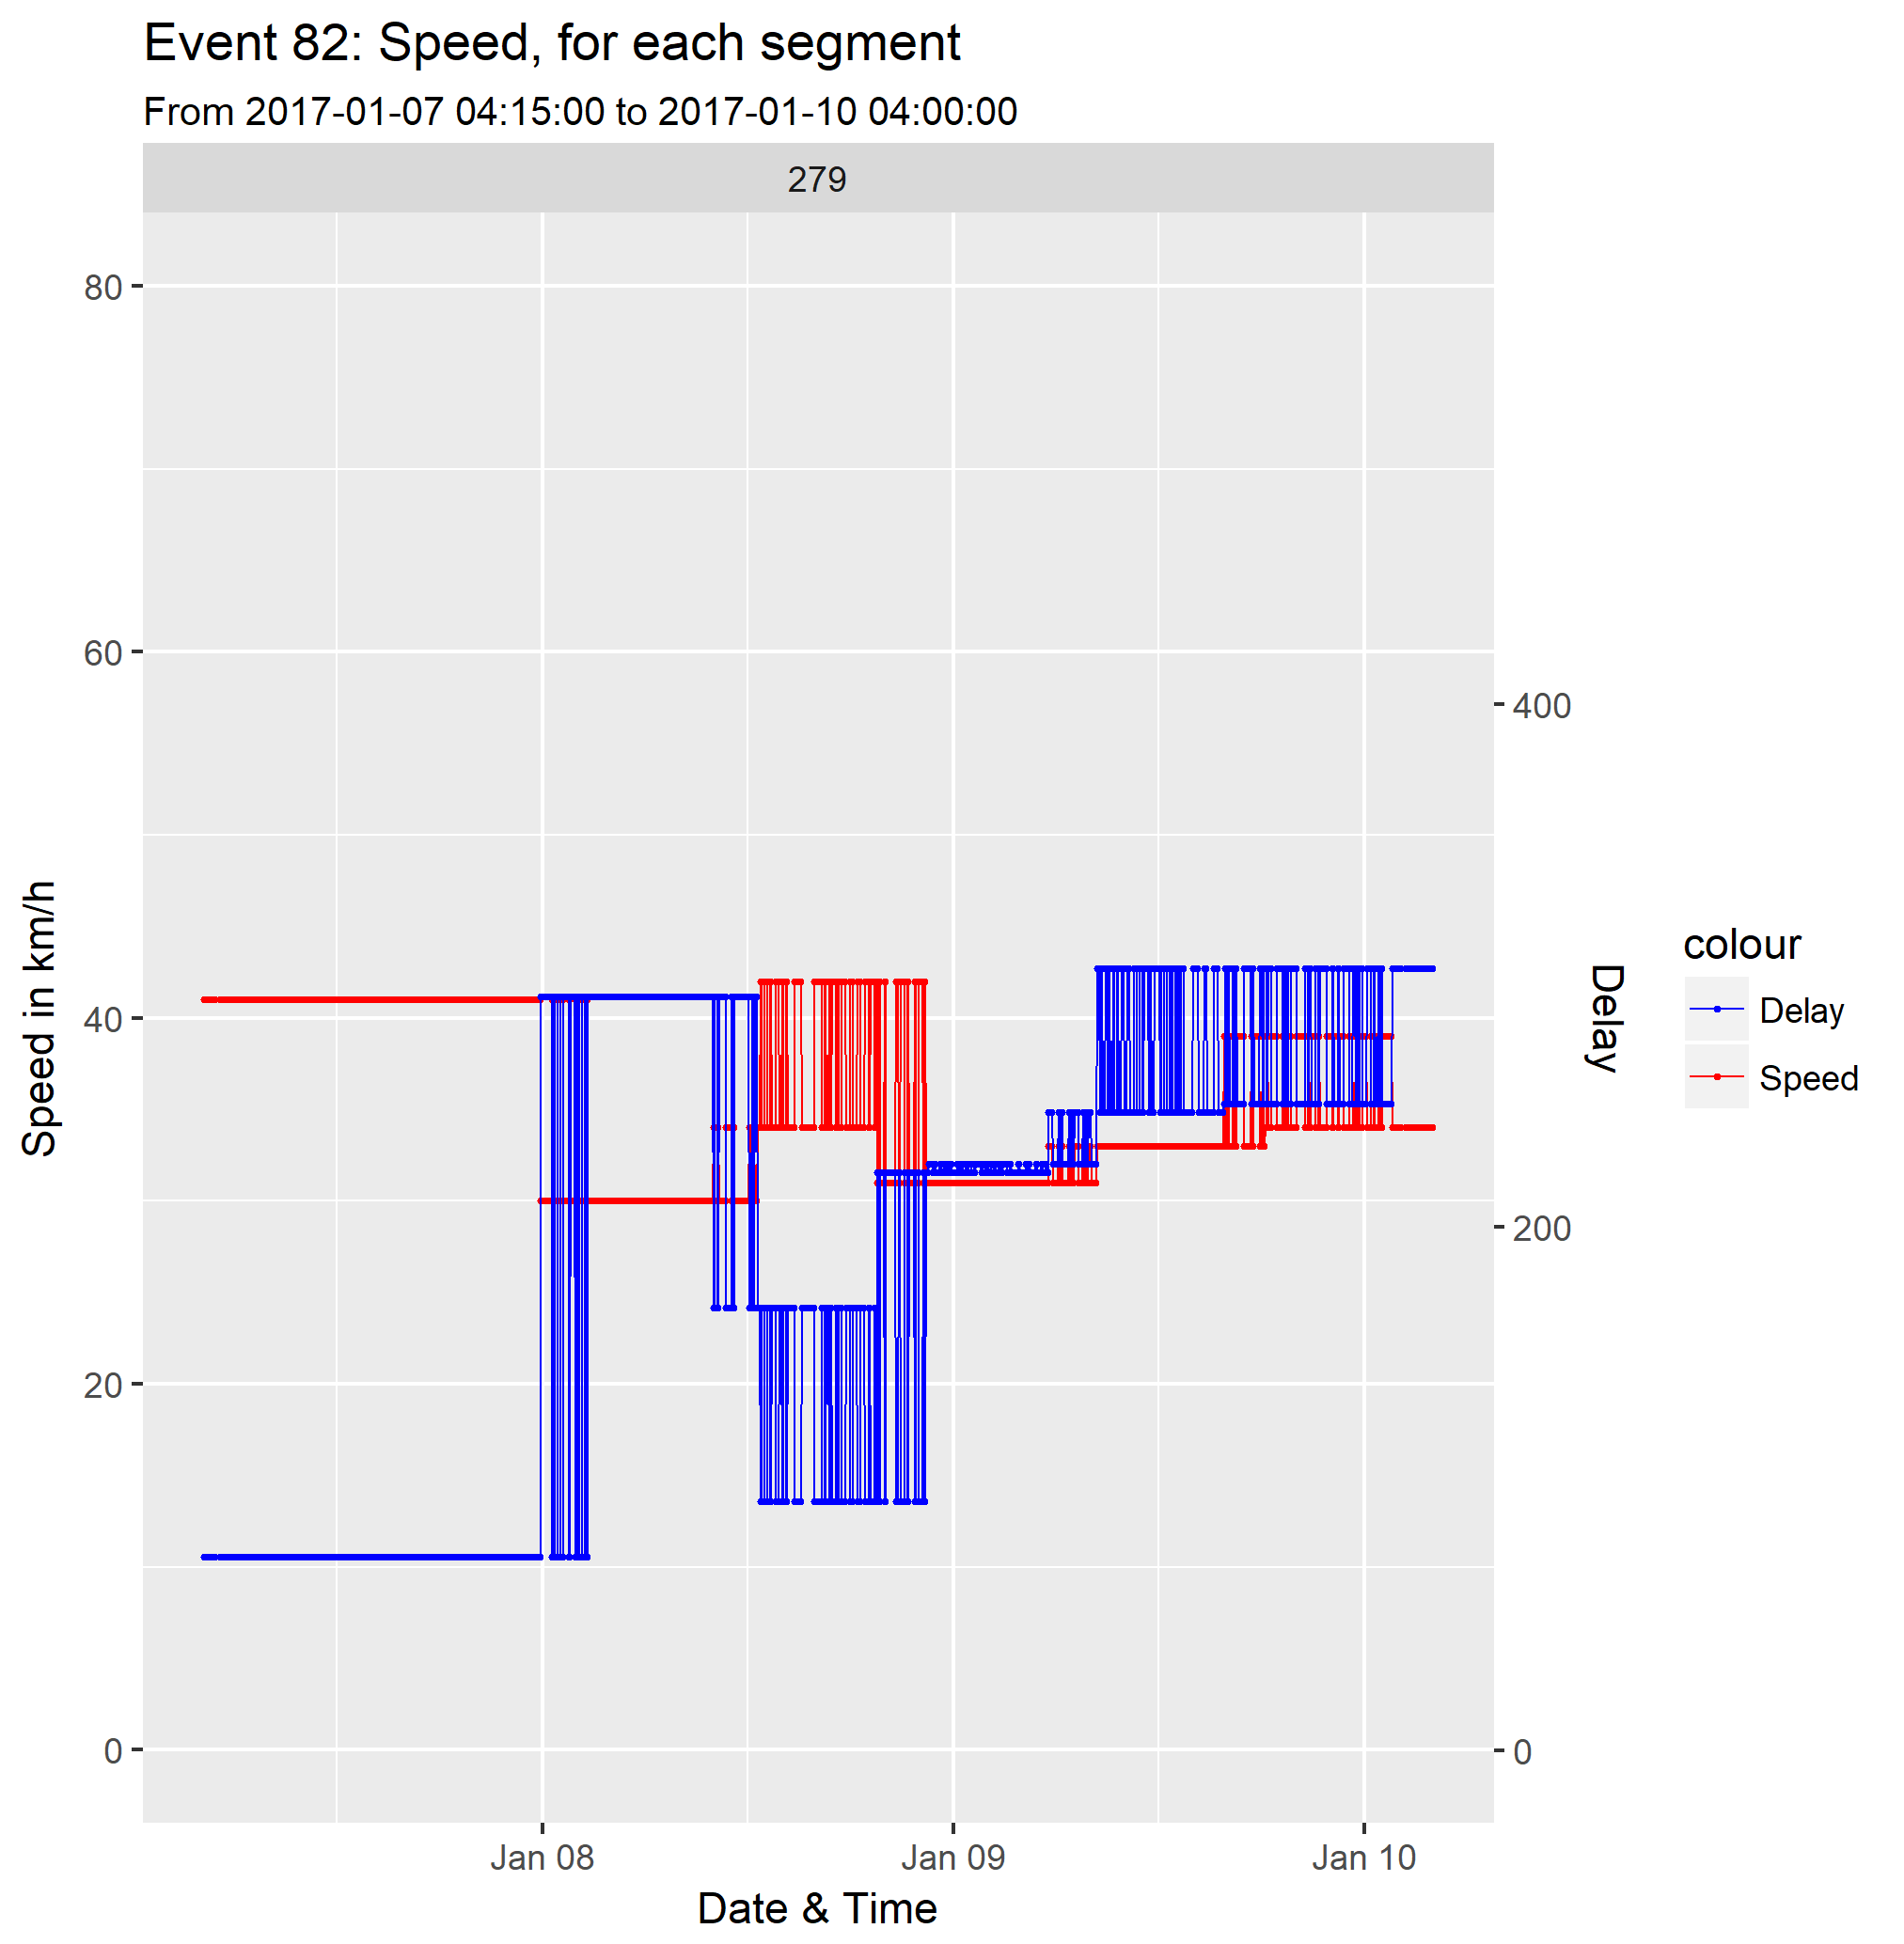 Event 82: Speed, for each segment
From 2017-01-07 04:15:00 to 2017-01-10 04:00:00
279
80
60
40
20
0
Speed in km/h
400
200
0
Delay
colour
Delay
Speed
Jan 08
Jan 09
Jan 10
Date & Time